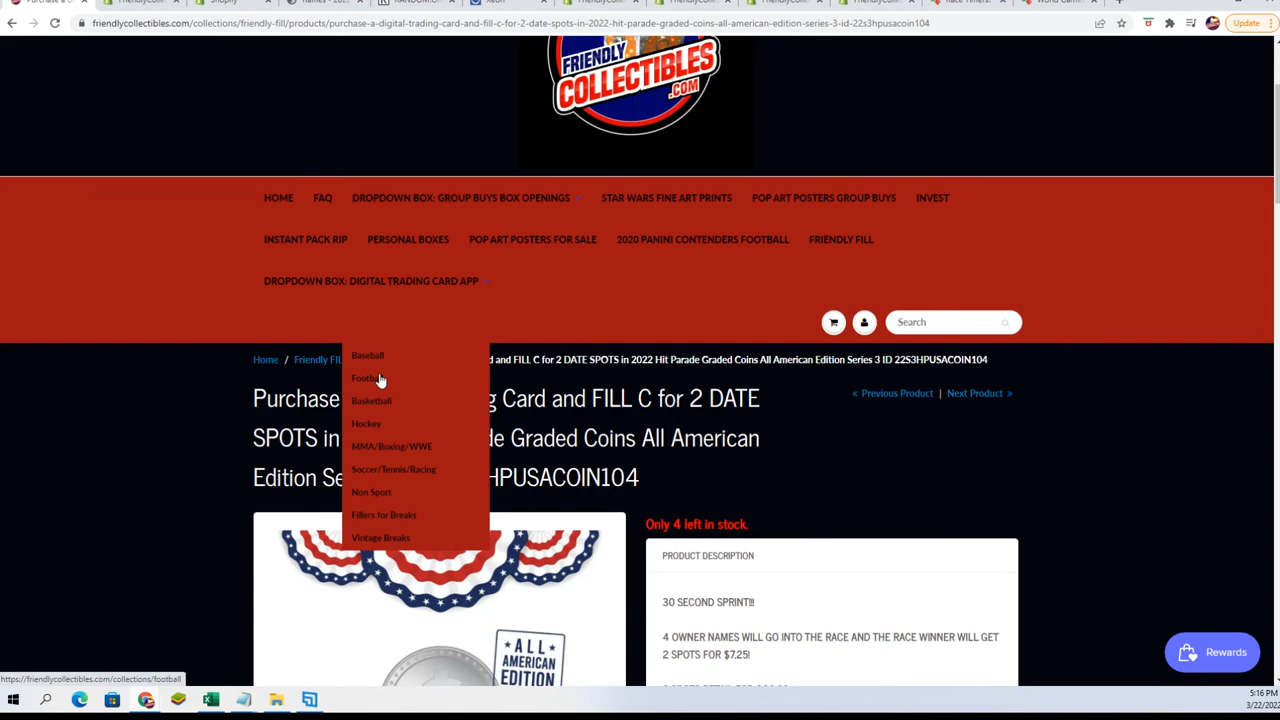 Shopify
friendlycollectibles.com/collections/friendly-fill/products/purchase-a-digital-trading-card-and-fill-c-for-2-date-spots-in-2022-hit-parade-graded-coins-all-american-edition-series-3-id-22s3hpusacoin104
Update
FRIENDLY
COLLECTIBLES
.COM
HOME FAQ DROPDOWN BOX: GROUP BUYS BOX OPENINGS STAR WARS FINE ART PRINTS POP ART POSTERS GROUP BUYS INVEST
INSTANT PACK RIP PERSONAL BOXES POP ART POSTERS FOR SALE 2020 PANINI CONTENDERS FOOTBALL FRIENDLY FILL
DROPDOWN BOX: DIGITAL TRADING CARD APP
Search
Baseball
Football
Basketball
Hockey
MMA/Boxing/WWE
Soccer/Tennis/Racing
Non Sport
Fillers for Breaks
Vintage Breaks
Home / Friendly FIL d and FILL C for 2 DATE SPOTS in 2022 Hit Parade Graded Coins All American Edition Series 3 ID 22S3HPUSACOIN104
« Previous Product | Next Product »
Purchase g Card and FILL C for 2 DATE
SPOTS in de Graded Coins All American
Edition Se HPUSACOIN104
ALL
AMERICAN
EDITION
Only 4 left in stock.
PRODUCT DESCRIPTION
30 SECOND SPRINT!!!
4 OWNER NAMES WILL GO INTO THE RACE AND THE RACE WINNER WILL GET
2 SPOTS FOR $7.25!
Rewards
https://friendlycollectibles.com/collections/football
5:16 PM
3/22/2022